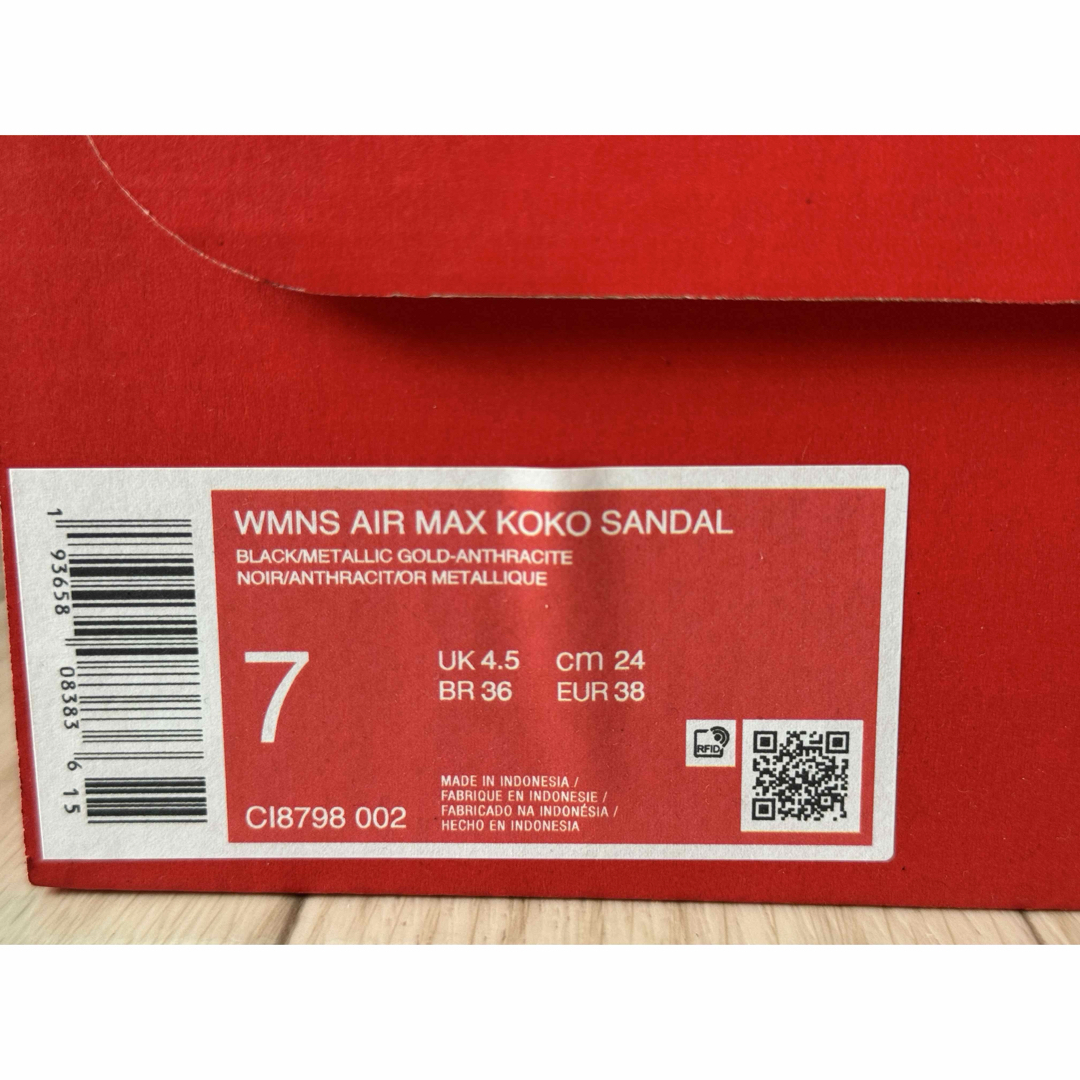 WMNS AIR MAX KOKO SANDAL
BLACK/METALLIC GOLD-ANTHRACITE
NOIR/ANTHRACIT/OR METALLIQUE
7
UK 4.5 cm 24
BR 36 EUR 38
RFID
CI8798 002
MADE IN INDONESIA /
FABRIQUE EN INDONESIE /
FABRICADO NA INDONÉSIA /
HECHO EN INDONESIA
1 93658 08383 6 15